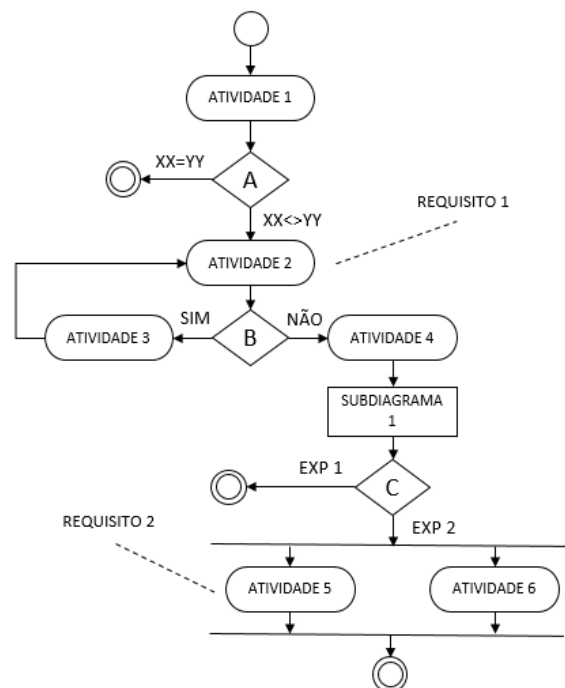 ATIVIDADE 1
XX=YY
A
XX<>YY
REQUISITO 1
ATIVIDADE 2
SIM
B
NÃO
ATIVIDADE 3
ATIVIDADE 4
SUBDIAGRAMA
1
EXP 1
C
EXP 2
REQUISITO 2
ATIVIDADE 5
ATIVIDADE 6